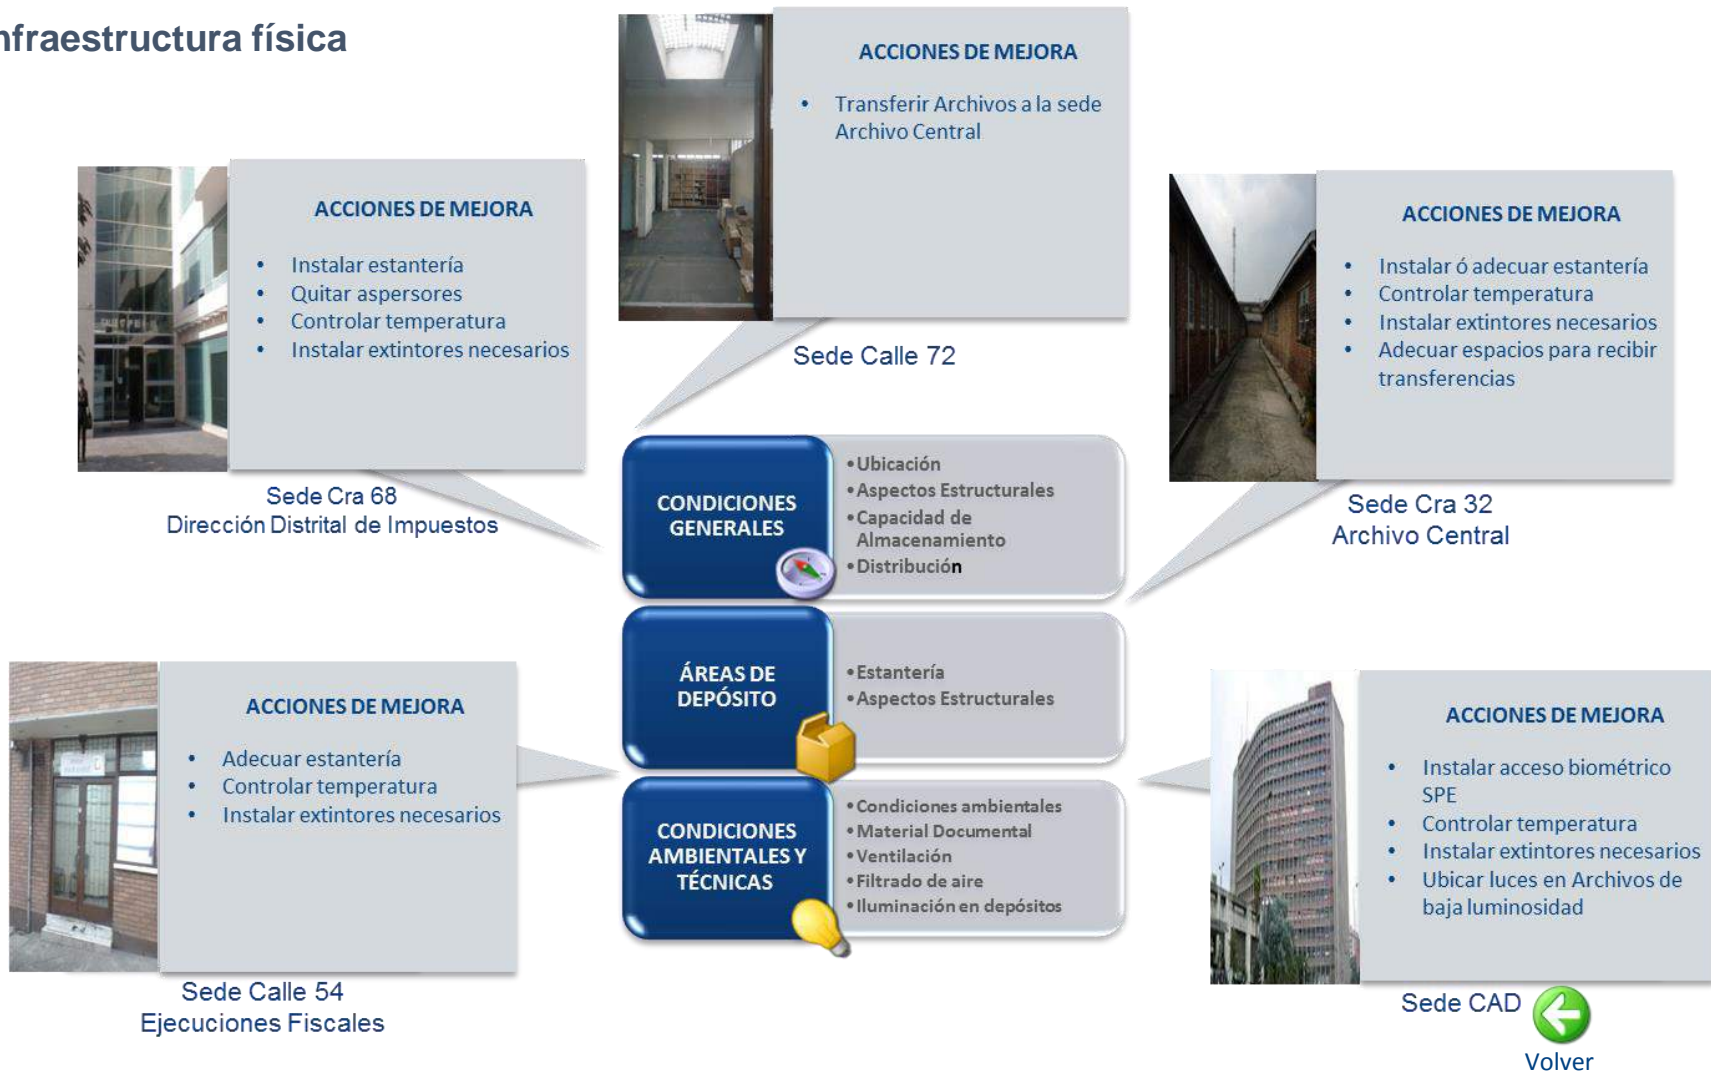 nfraestructura física
ACCIONES DE MEJORA
• Transferir Archivos a la sede
Archivo Central
Sede Calle 72
ACCIONES DE MEJORA
• Instalar estantería
• Quitar aspersores
• Controlar temperatura
• Instalar extintores necesarios
Sede Cra 68
Dirección Distrital de Impuestos
ACCIONES DE MEJORA
• Instalar ó adecuar estantería
• Controlar temperatura
• Instalar extintores necesarios
• Adecuar espacios para recibir
transferencias
Sede Cra 32
Archivo Central
CONDICIONES
GENERALES
• Ubicación
• Aspectos Estructurales
• Capacidad de
Almacenamiento
• Distribución
ÁREAS DE
DEPÓSITO
• Estantería
• Aspectos Estructurales
CONDICIONES
AMBIENTALES Y
TÉCNICAS
• Condiciones ambientales
• Material Documental
• Ventilación
• Filtrado de aire
• Iluminación en depósitos
ACCIONES DE MEJORA
• Adecuar estantería
• Controlar temperatura
• Instalar extintores necesarios
Sede Calle 54
Ejecuciones Fiscales
ACCIONES DE MEJORA
• Instalar acceso biométrico
SPE
• Controlar temperatura
• Instalar extintores necesarios
• Ubicar luces en Archivos de
baja luminosidad
Sede CAD
Volver